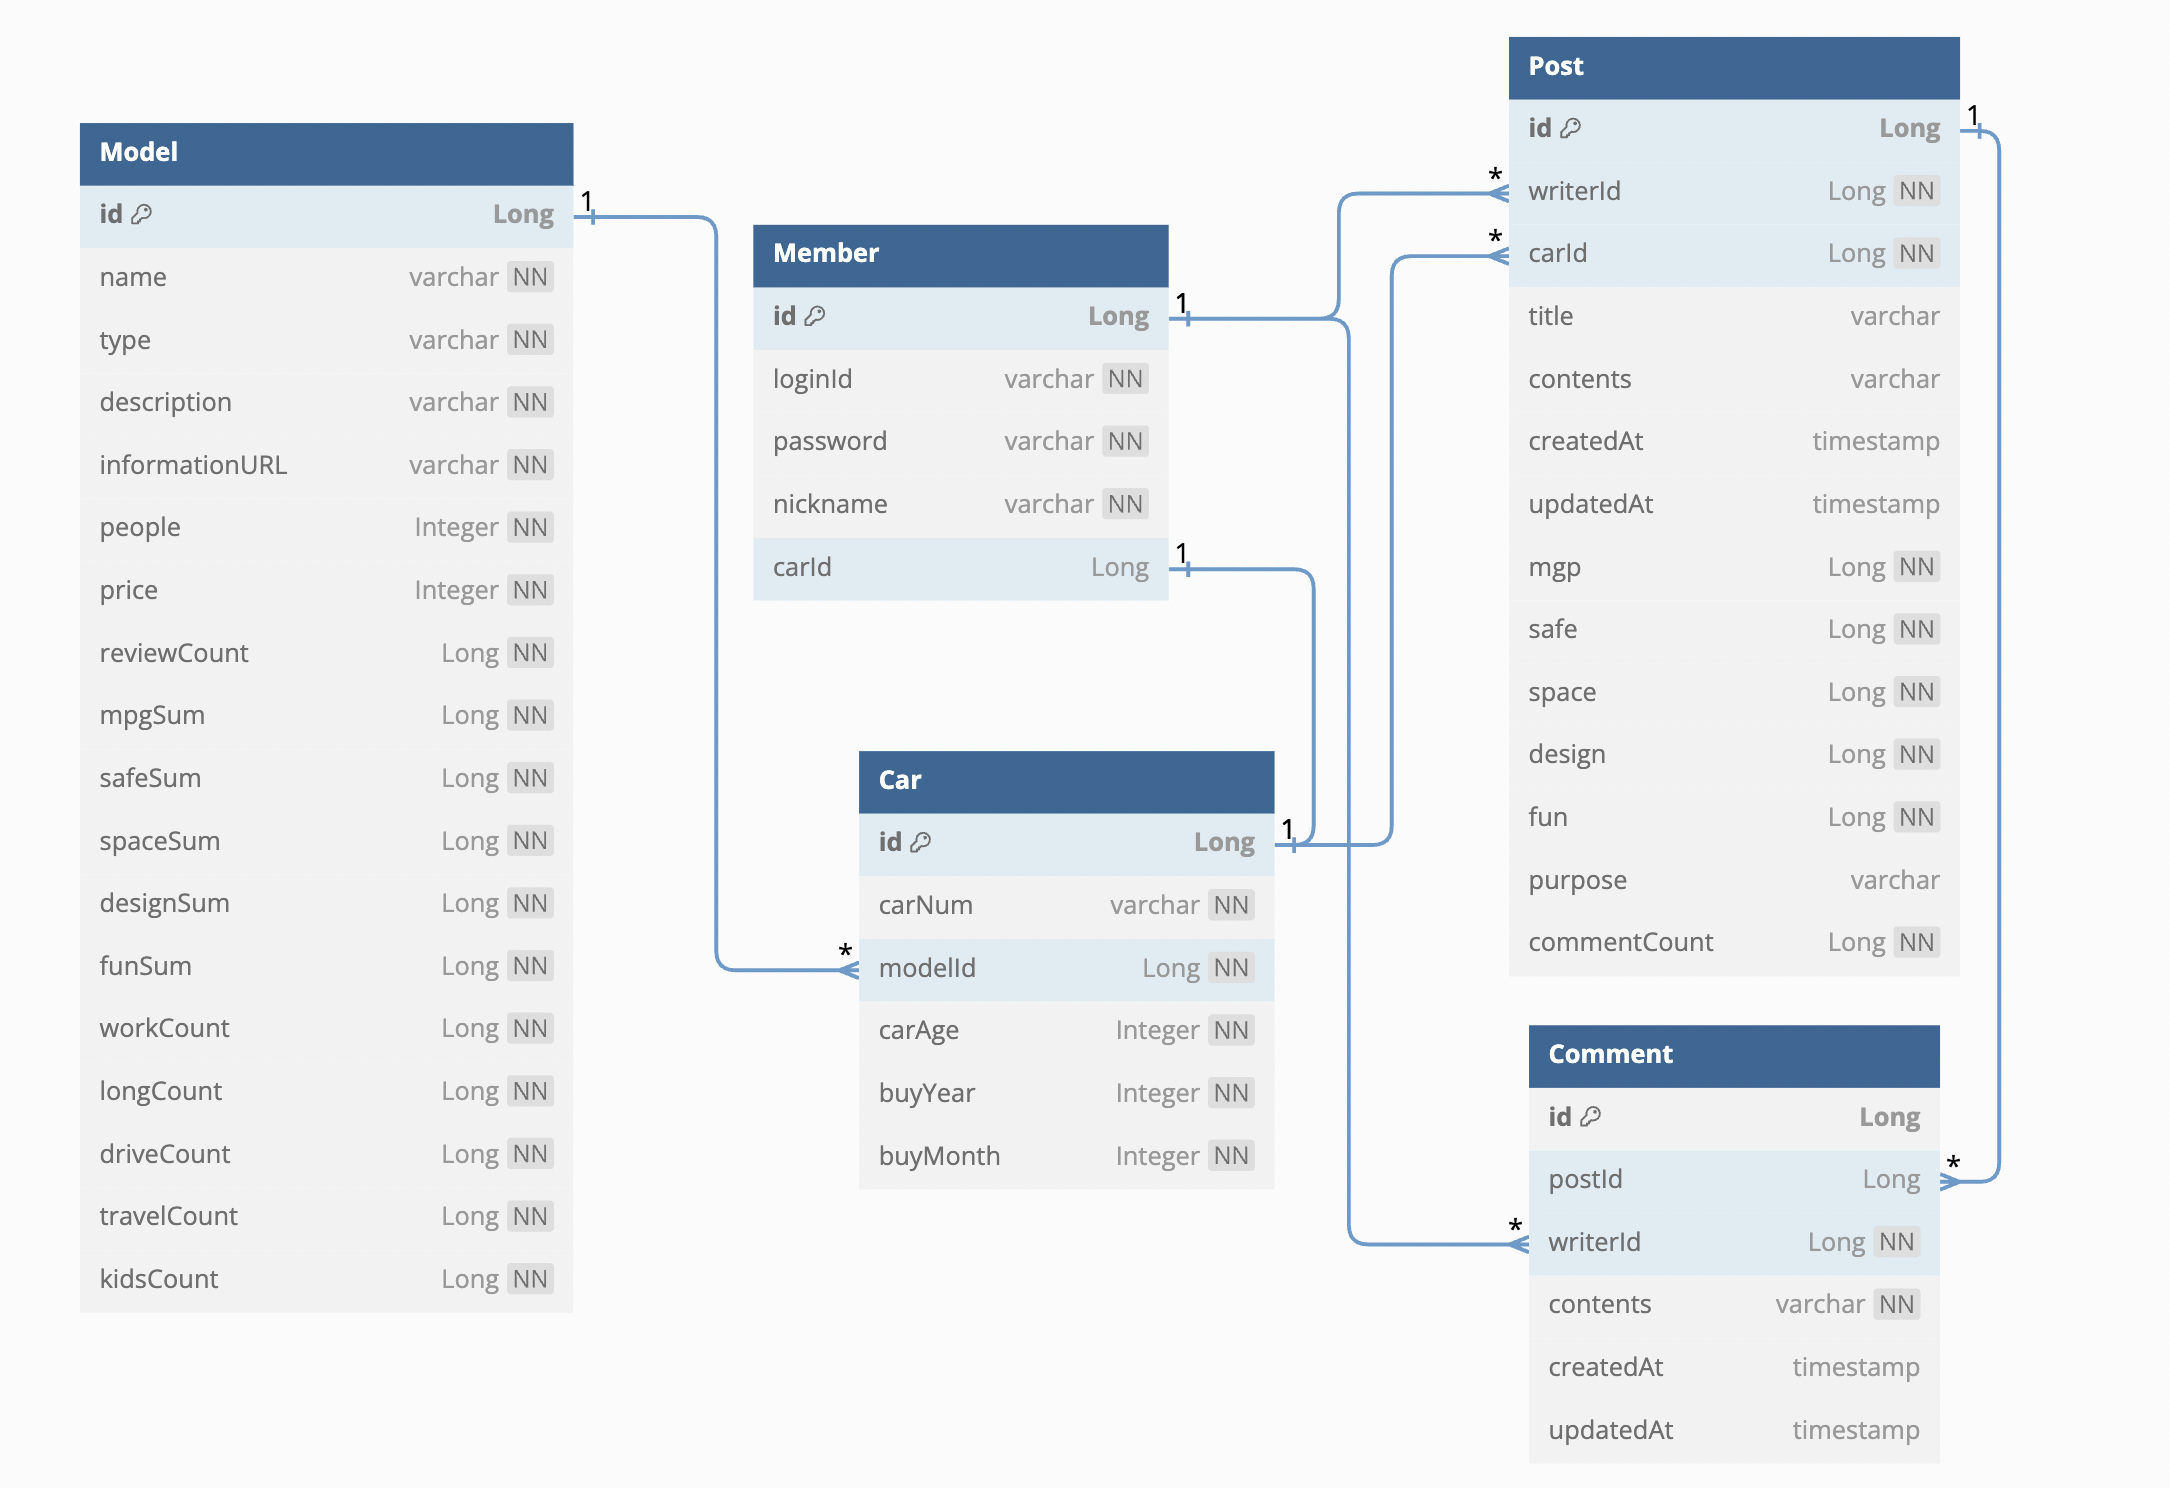 Model
id Long
name varchar NN
type varchar NN
description varchar NN
informationURL varchar NN
people Integer NN
price Integer NN
reviewCount Long NN
mpgSum Long NN
safeSum Long NN
spaceSum Long NN
designSum Long NN
funSum Long NN
workCount Long NN
longCount Long NN
driveCount Long NN
travelCount Long NN
kidsCount Long NN
1
*
Member
id Long
loginId varchar NN
password varchar NN
nickname varchar NN
carId Long
1
1
Car
id Long
carNum varchar NN
modelId Long NN
carAge Integer NN
buyYear Integer NN
buyMonth Integer NN
1
*
*
Post
id Long
writerId Long NN
carId Long NN
title varchar
contents varchar
createdAt timestamp
updatedAt timestamp
mgp Long NN
safe Long NN
space Long NN
design Long NN
fun Long NN
purpose varchar
commentCount Long NN
1
*
*
Comment
id Long
postId Long
writerId Long NN
contents varchar NN
createdAt timestamp
updatedAt timestamp